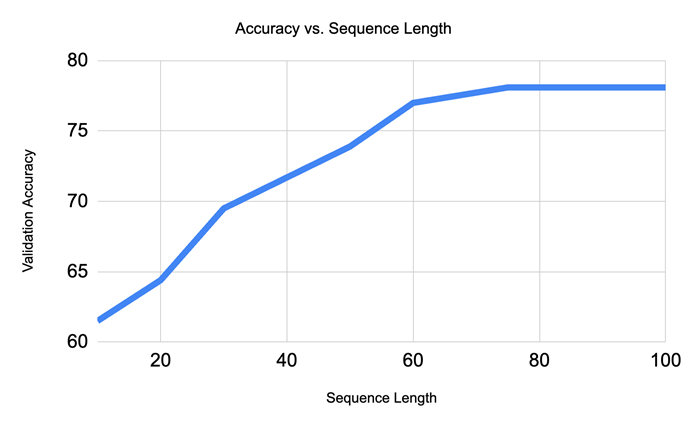 Accuracy vs. Sequence Length
80
75
70
65
60
Validation Accuracy
20 40 60 80 100
Sequence Length